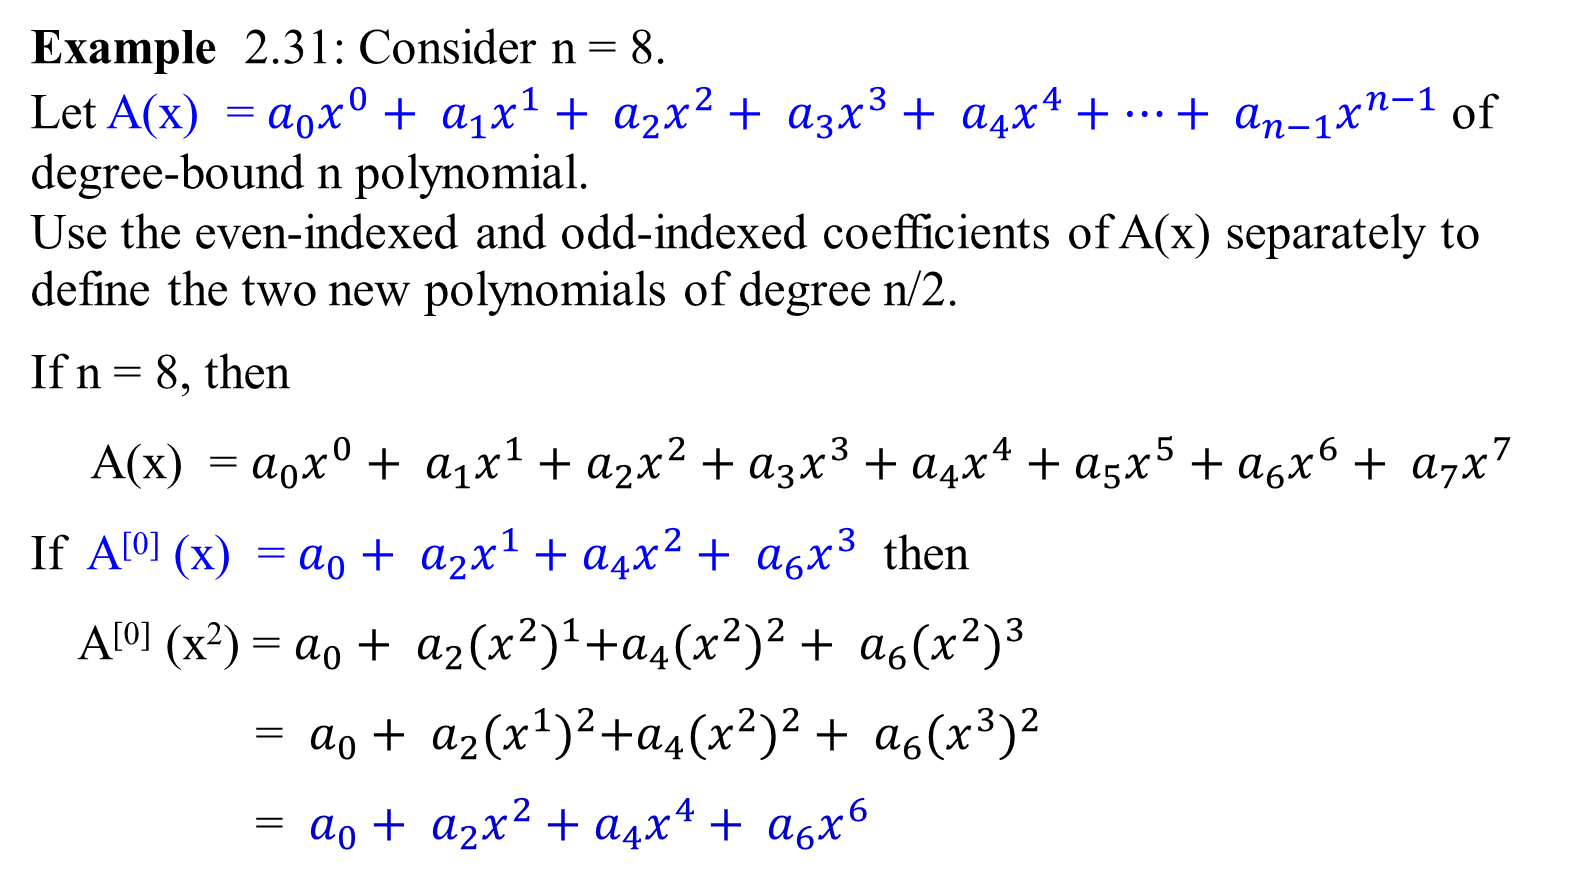 Example 2.31: Consider n = 8.
Let A(x) = a₀x⁰ + a₁x¹ + a₂x² + a₃x³ + a₄x⁴ + ⋯ + aₙ₋₁xⁿ⁻¹ of
degree-bound n polynomial.
Use the even-indexed and odd-indexed coefficients of A(x) separately to
define the two new polynomials of degree n/2.
If n = 8, then
A(x) = a₀x⁰ + a₁x¹ + a₂x² + a₃x³ + a₄x⁴ + a₅x⁵ + a₆x⁶ + a₇x⁷
If A^[0] (x) = a₀ + a₂x¹ + a₄x² + a₆x³ then
A^[0] (x²) = a₀ + a₂(x²)¹+a₄(x²)² + a₆(x²)³
= a₀ + a₂(x¹)²+a₄(x²)² + a₆(x³)²
= a₀ + a₂x² + a₄x⁴ + a₆x⁶